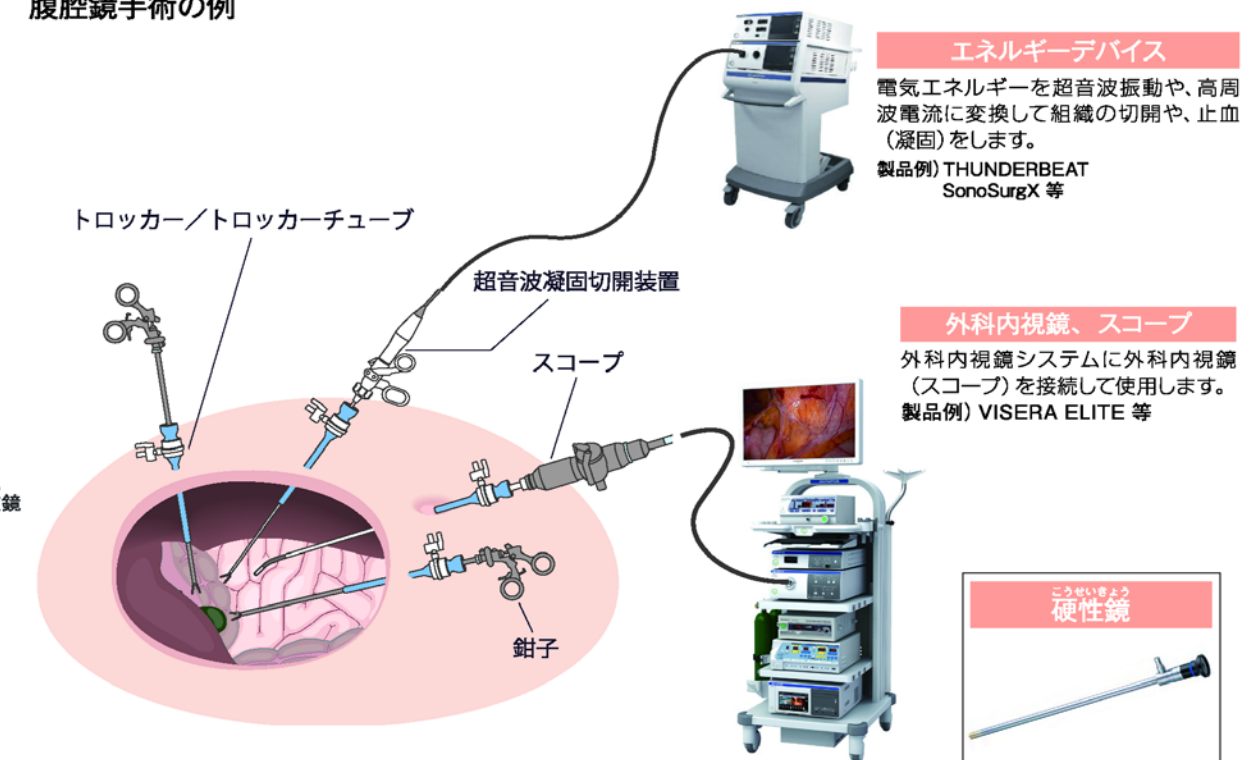 腹腔鏡手術の例
エネルギーデバイス
電気エネルギーを超音波振動や、高周
波電流に変換して組織の切開や、止血
（凝固）をします。
製品例）THUNDERBEAT
SonoSurgX 等
トロッカー／トロッカーチューブ
超音波凝固切開装置
スコープ
外科内視鏡、スコープ
外科内視鏡システムに外科内視鏡
（スコープ）を接続して使用します。
製品例）VISERA ELITE 等
鏡
鉗子
こうせいきょう
硬性鏡